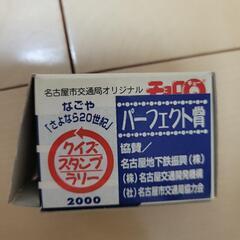 名古屋市交通局オリジナル
チョロQ
なごや
「さよなら20世紀」
クイズ
スタンプ
ラリー
2000
パーフェクト賞
協賛/
名古屋地下鉄振興(株)
(株)名古屋交通開発機構
(社)名古屋市交通局協力会